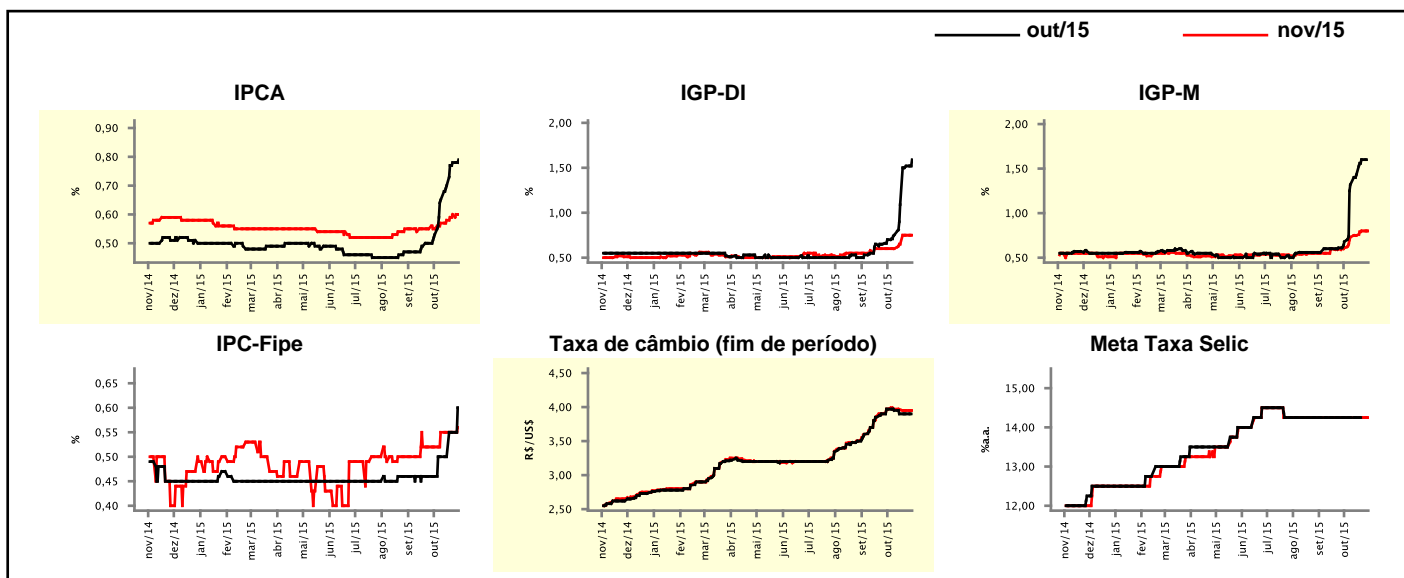 out/15 nov/15
IPCA
IGP-DI
IGP-M
0,90
0,80
0,70
0,60
0,50
%
nov/14 dez/14 jan/15 fev/15 mar/15 abr/15 mai/15 jun/15 jul/15 ago/15 set/15 out/15
2,00
1,50
1,00
0,50
%
nov/14 dez/14 jan/15 fev/15 mar/15 abr/15 mai/15 jun/15 jul/15 ago/15 set/15 out/15
2,00
1,50
1,00
0,50
%
nov/14 dez/14 jan/15 fev/15 mar/15 abr/15 mai/15 jun/15 jul/15 ago/15 set/15 out/15
IPC-Fipe
Taxa de câmbio (fim de período)
Meta Taxa Selic
0,65
0,60
0,55
0,50
0,45
0,40
%
nov/14 dez/14 jan/15 fev/15 mar/15 abr/15 mai/15 jun/15 jul/15 ago/15 set/15 out/15
4,50
4,00
3,50
3,00
2,50
R$/US$
nov/14 dez/14 jan/15 fev/15 mar/15 abr/15 mai/15 jun/15 jul/15 ago/15 set/15 out/15
15,00
14,00
13,00
12,00
%a.a.
nov/14 dez/14 jan/15 fev/15 mar/15 abr/15 mai/15 jun/15 jul/15 ago/15 set/15 out/15